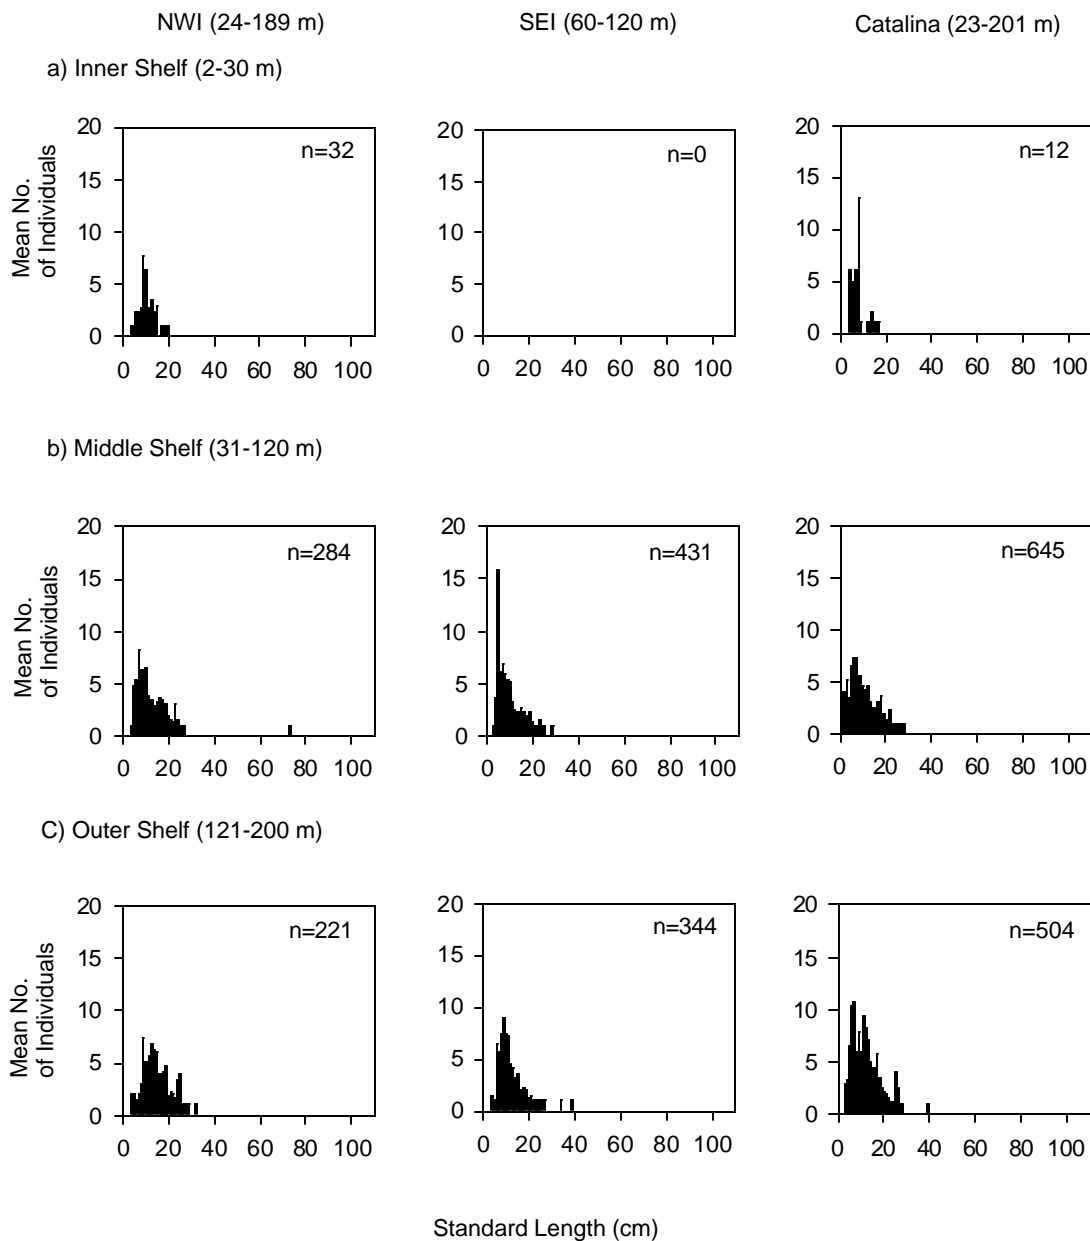 NWI (24-189 m) SEI (60-120 m) Catalina (23-201 m)
a) Inner Shelf (2-30 m)
Mean No.
of Individuals
20 15 10 5 0
n=32
0 20 40 60 80 100
20 15 10 5 0
n=0
0 20 40 60 80 100
20 15 10 5 0
n=12
0 20 40 60 80 100
b) Middle Shelf (31-120 m)
Mean No.
of Individuals
20 15 10 5 0
n=284
0 20 40 60 80 100
20 15 10 5 0
n=431
0 20 40 60 80 100
20 15 10 5 0
n=645
0 20 40 60 80 100
C) Outer Shelf (121-200 m)
Mean No.
of Individuals
20 15 10 5 0
n=221
0 20 40 60 80 100
20 15 10 5 0
n=344
0 20 40 60 80 100
20 15 10 5 0
n=504
0 20 40 60 80 100
Standard Length (cm)